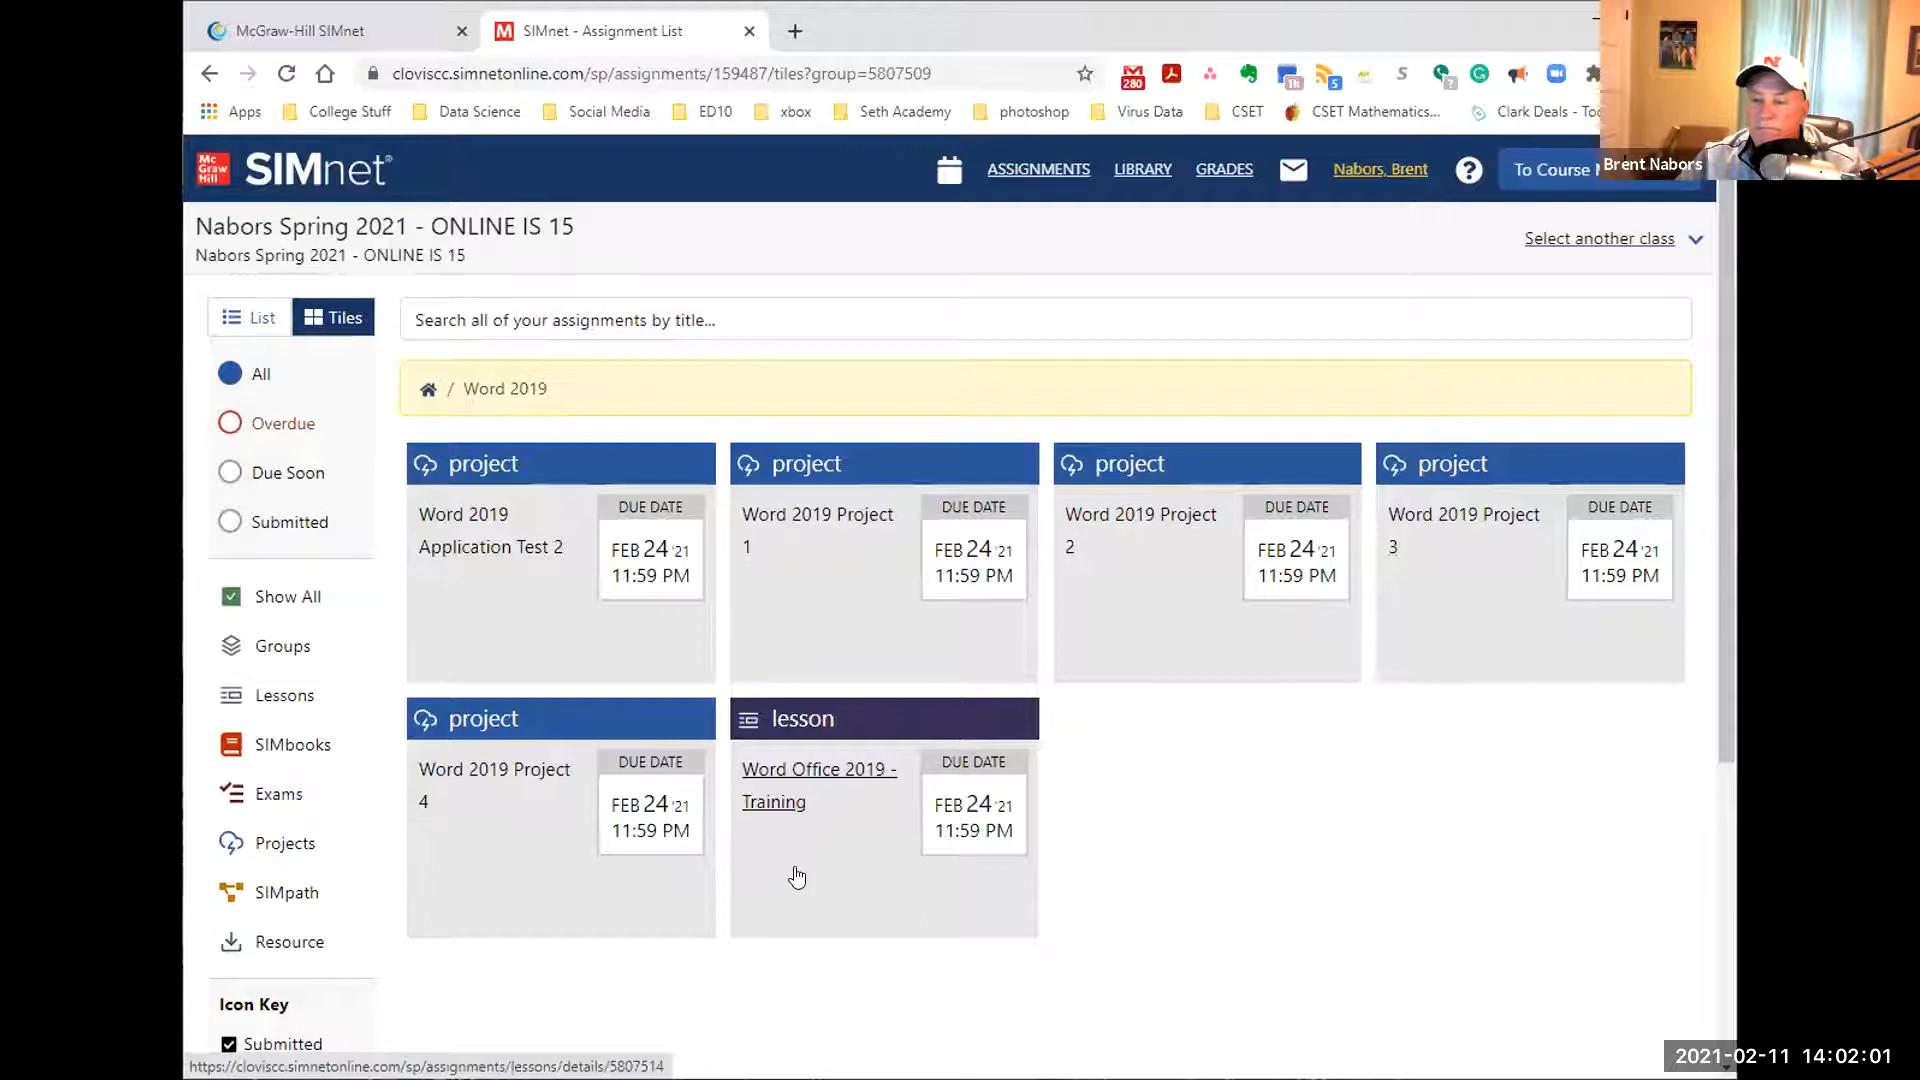 McGraw-Hill SIMnet
SIMnet - Assignment List
cloviscc.simnetonline.com/sp/assignments/159487/tiles?group=5807509
280
1h
5
?
Apps
College Stuff
Data Science
Social Media
ED10
xbox
Seth Academy
photoshop
Virus Data
CSET
CSET Mathematics...
Clark Deals - Too
Brent Nabors
Mc
Graw
Hill
SIMnet®
ASSIGNMENTS
LIBRARY
GRADES
Nabors, Brent
?
To Course
Nabors Spring 2021 - ONLINE IS 15
Nabors Spring 2021 - ONLINE IS 15
Select another class
List
Tiles
Search all of your assignments by title...
All
Overdue
Due Soon
Submitted
Show All
Groups
Lessons
SIMbooks
Exams
Projects
SIMpath
Resource
Icon Key
Submitted
/ Word 2019
project
Word 2019
Application Test 2
DUE DATE
FEB 24 '21
11:59 PM
project
Word 2019 Project
1
DUE DATE
FEB 24 '21
11:59 PM
project
Word 2019 Project
2
DUE DATE
FEB 24 '21
11:59 PM
project
Word 2019 Project
3
DUE DATE
FEB 24 '21
11:59 PM
project
Word 2019 Project
4
DUE DATE
FEB 24 '21
11:59 PM
lesson
Word Office 2019 -
Training
DUE DATE
FEB 24 '21
11:59 PM
https://cloviscc.simnetonline.com/sp/assignments/lessons/details/5807514
2021-02-11 14:02:01